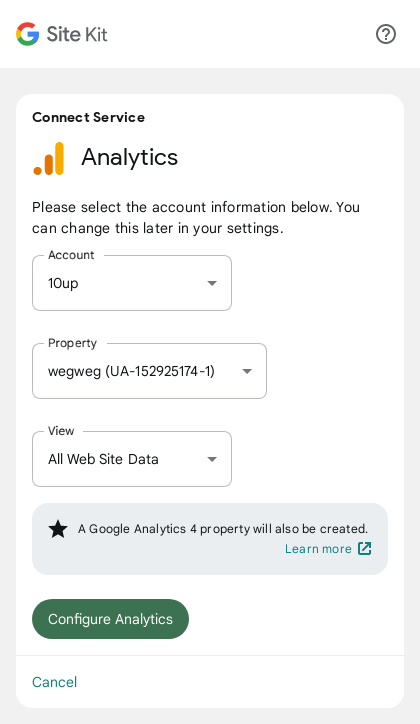 Site Kit
Connect Service
Analytics
Please select the account information below. You
can change this later in your settings.
Account
10up
Property
wegweg (UA-152925174-1)
View
All Web Site Data
A Google Analytics 4 property will also be created.
Learn more
Configure Analytics
Cancel